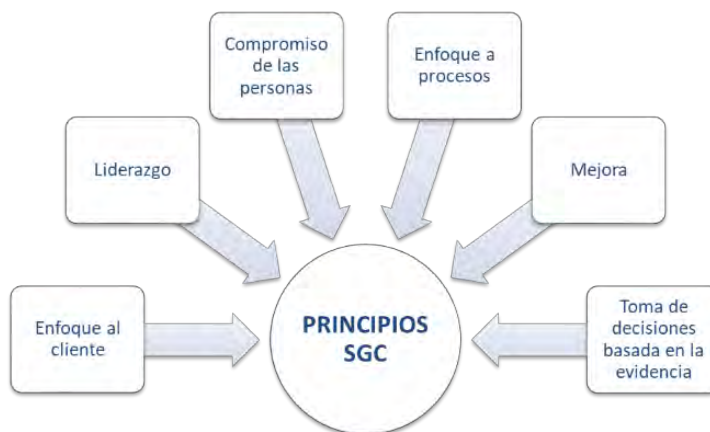 Compromiso
de las
personas
Enfoque a
procesos
Liderazgo
Mejora
Enfoque al
cliente
PRINCIPIOS
SGC
Toma de
decisiones
basada en la
evidencia